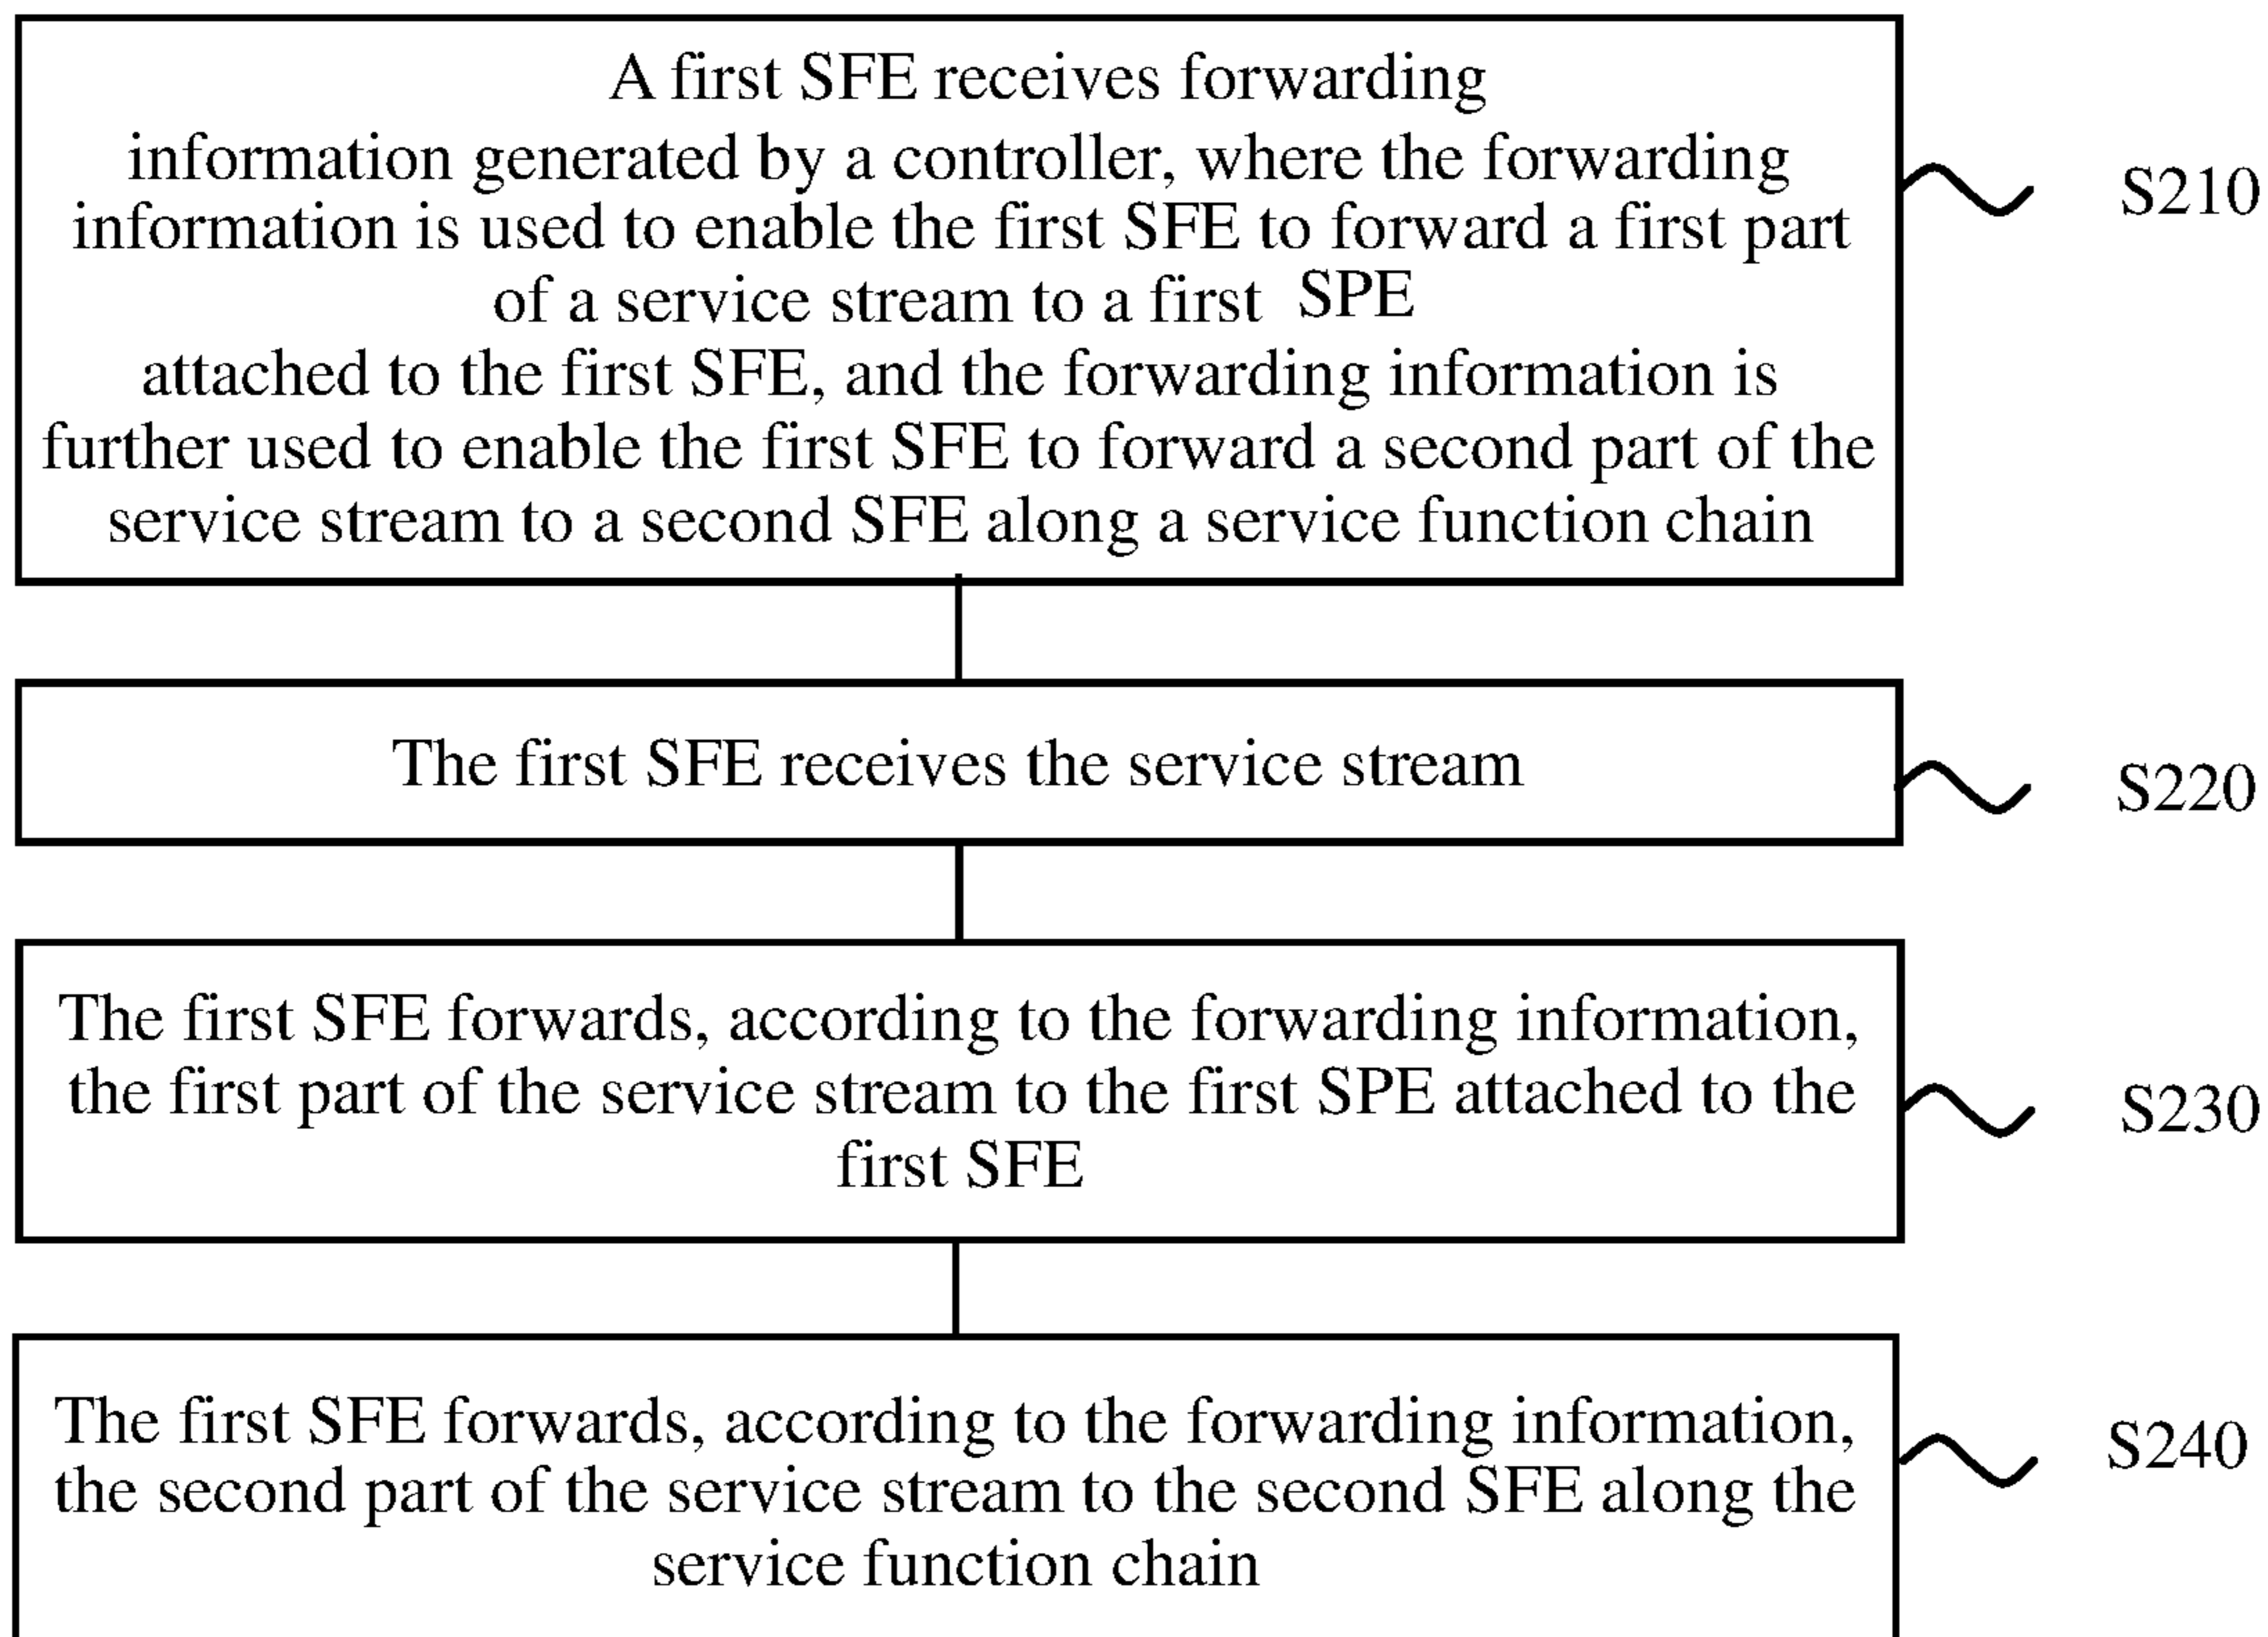 A first SFE receives forwarding
information generated by a controller, where the forwarding
information is used to enable the first SFE to forward a first part
of a service stream to a first SPE
attached to the first SFE, and the forwarding information is
further used to enable the first SFE to forward a second part of the
service stream to a second SFE along a service function chain
S210
The first SFE receives the service stream
S220
The first SFE forwards, according to the forwarding information,
the first part of the service stream to the first SPE attached to the
first SFE
S230
The first SFE forwards, according to the forwarding information,
the second part of the service stream to the second SFE along the
service function chain
S240